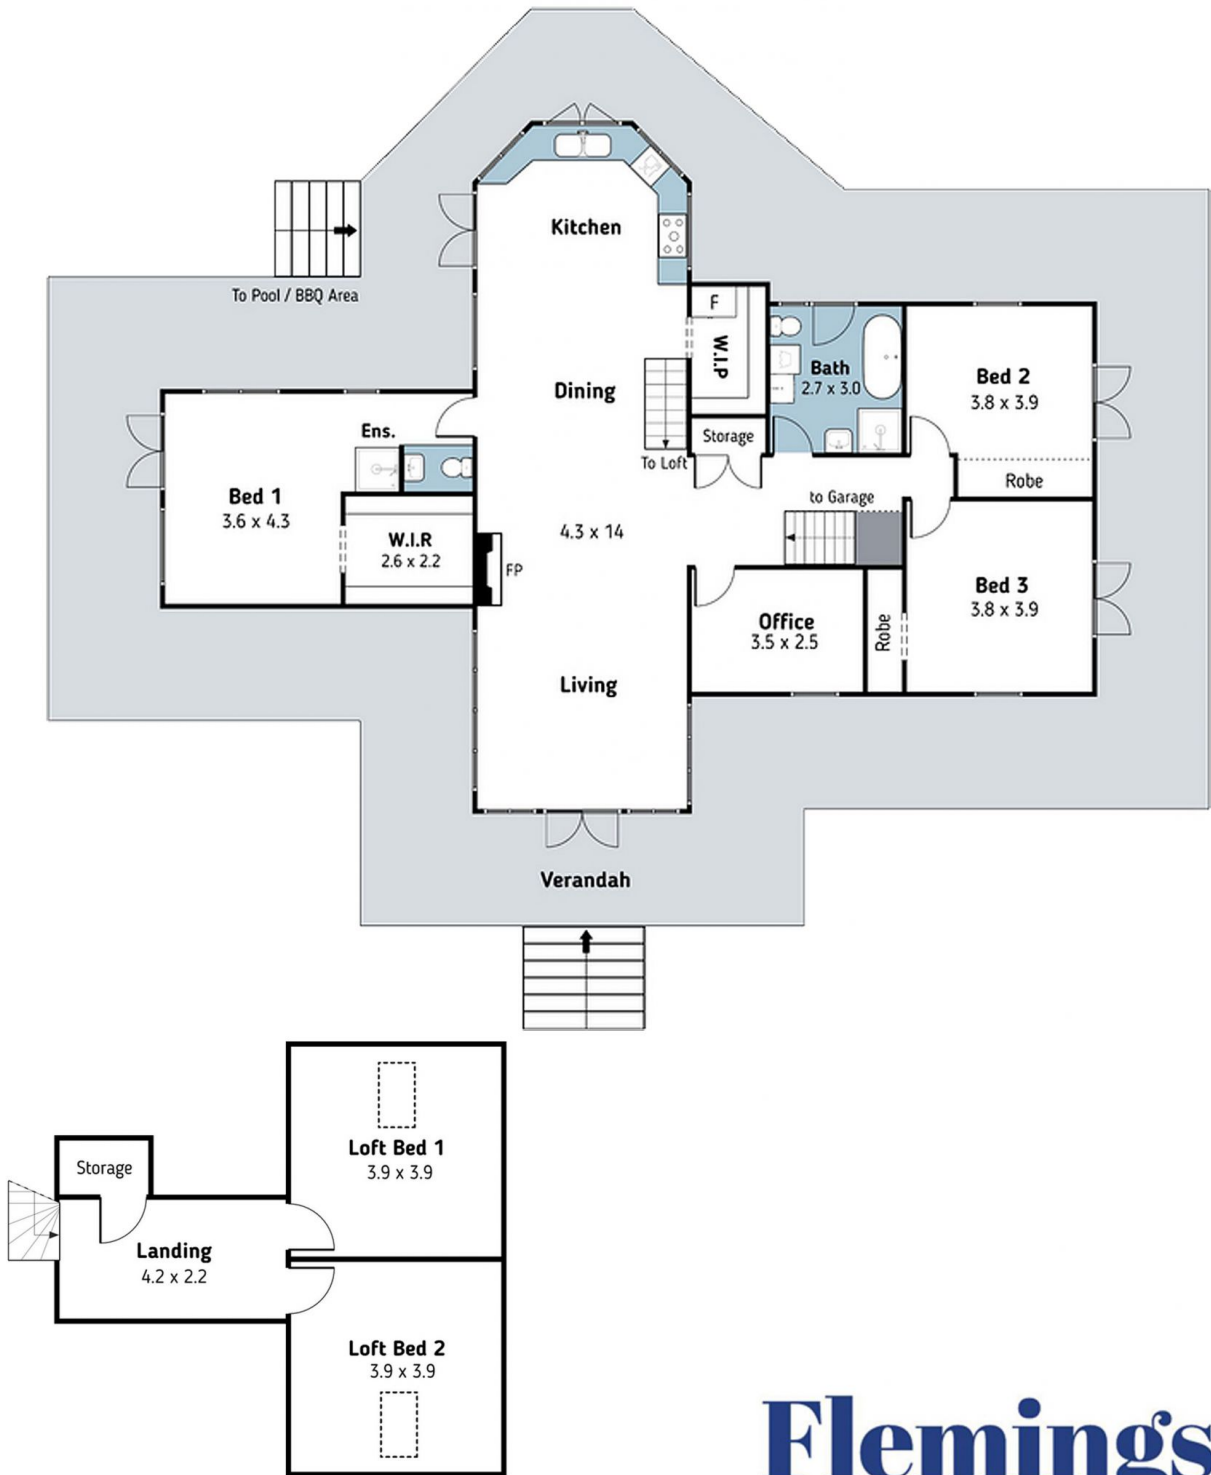 Kitchen
To Pool / BBQ Area
F
W.I.P
Bath
2.7 x 3.0
Bed 2
3.8 x 3.9
Dining
Ens.
Storage
To Loft
Robe
to Garage
Bed 1
3.6 x 4.3
W.I.R
2.6 x 2.2
4.3 x 14
FP
Bed 3
3.8 x 3.9
Office
3.5 x 2.5
Robe
Living
Verandah
Loft Bed 1
3.9 x 3.9
Storage
Landing
4.2 x 2.2
Loft Bed 2
3.9 x 3.9
Flemings